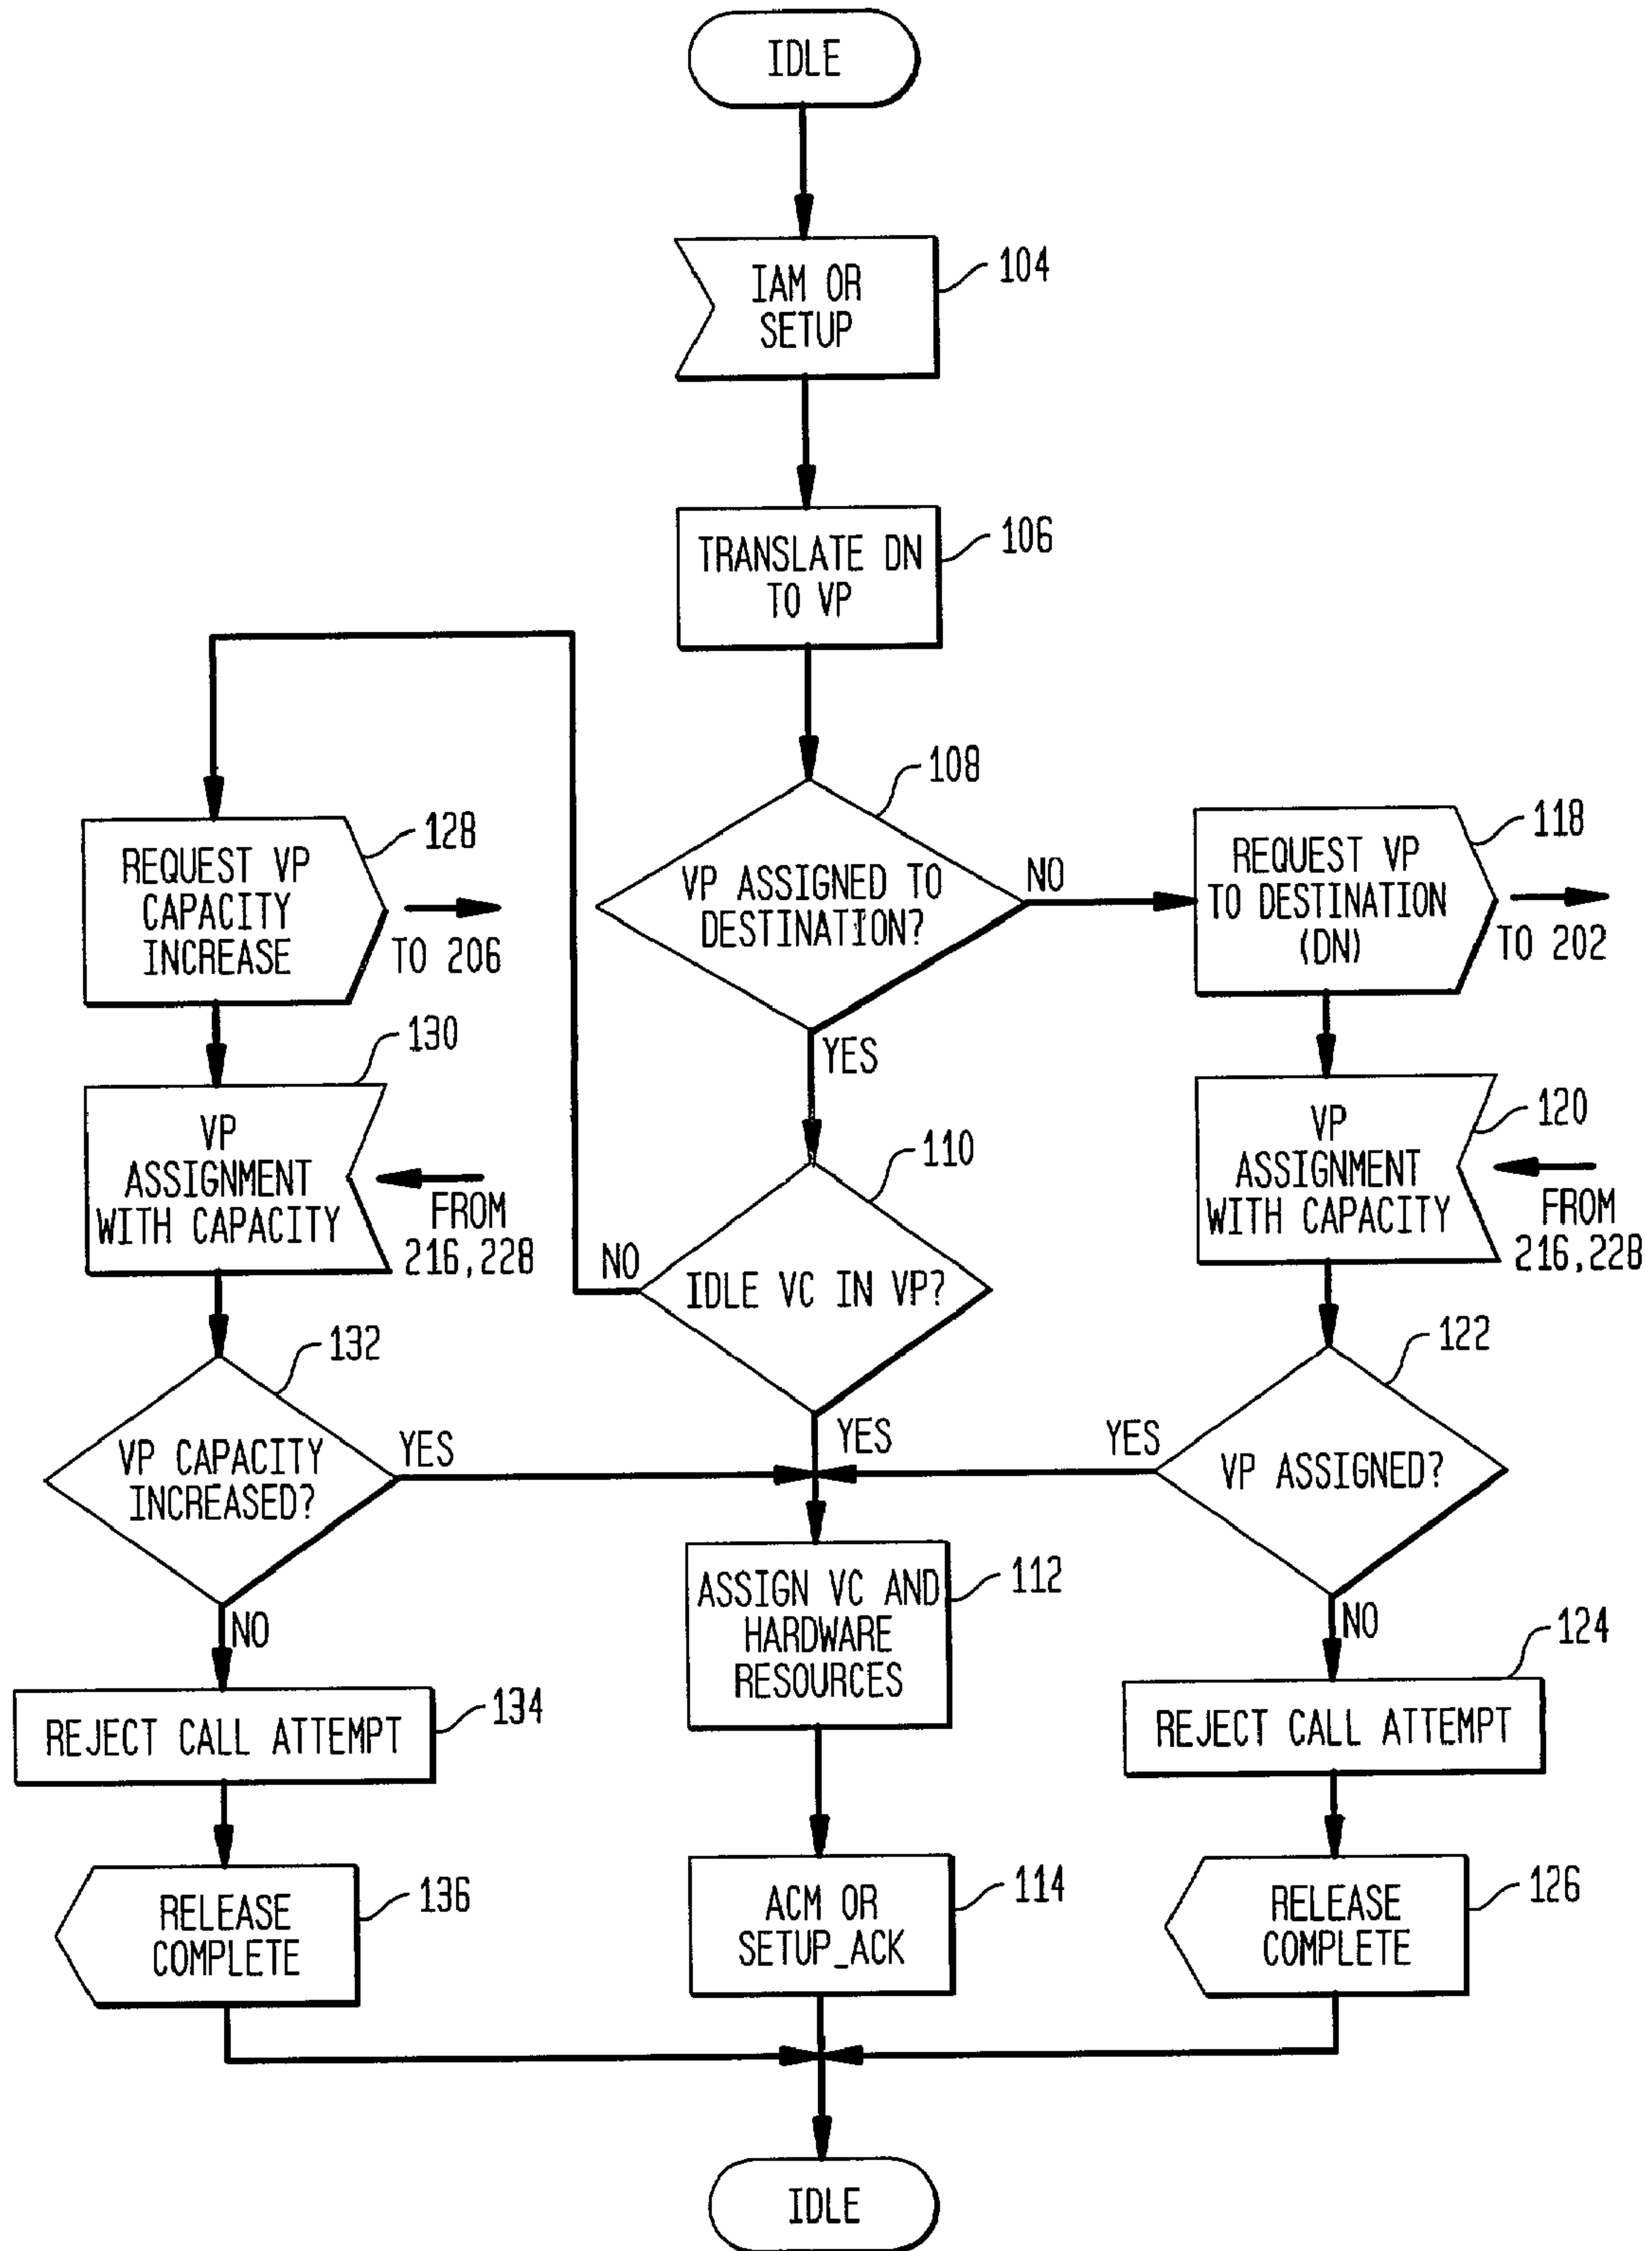 IDLE
IAM OR
SETUP
104
TRANSLATE DN
TO VP
106
108
VP ASSIGNED TO
DESTINATION?
NO
YES
REQUEST VP
TO DESTINATION
(DN)
118
TO 202
REQUEST VP
CAPACITY
INCREASE
128
TO 206
130
VP
ASSIGNMENT
WITH CAPACITY
FROM
216,228
110
IDLE VC IN VP?
NO
YES
VP
ASSIGNMENT
WITH CAPACITY
120
FROM
216,228
132
VP CAPACITY
INCREASED?
YES
NO
122
VP ASSIGNED?
YES
NO
ASSIGN VC AND
HARDWARE
RESOURCES
112
REJECT CALL ATTEMPT
134
REJECT CALL ATTEMPT
124
RELEASE
COMPLETE
136
ACM OR
SETUP_ACK
114
RELEASE
COMPLETE
126
IDLE